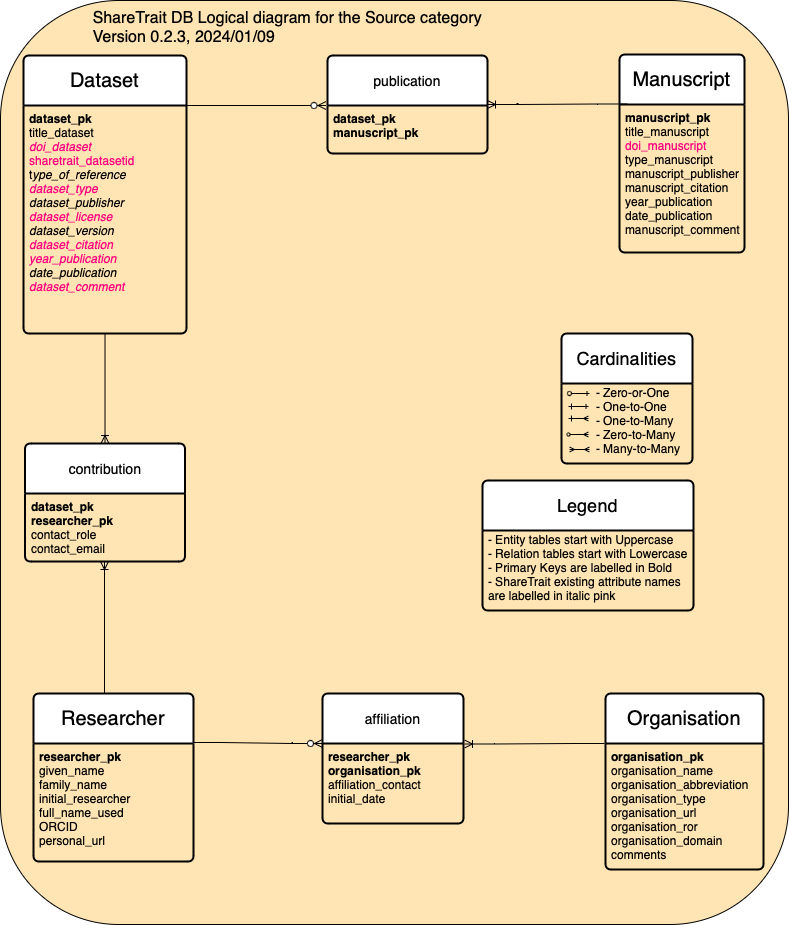 ShareTrait DB Logical diagram for the Source category
Version 0.2.3, 2024/01/09
Dataset
dataset_pk
title_dataset
doi_dataset
sharetrait_datasetid
type_of_reference
dataset_type
dataset_publisher
dataset_license
dataset_version
dataset_citation
year_publication
date_publication
dataset_comment
publication
dataset_pk
manuscript_pk
Manuscript
manuscript_pk
title_manuscript
doi_manuscript
type_manuscript
manuscript_publisher
manuscript_citation
year_publication
date_publication
manuscript_comment
Cardinalities
- Zero-or-One
- One-to-One
- One-to-Many
- Zero-to-Many
- Many-to-Many
contribution
dataset_pk
researcher_pk
contact_role
contact_email
Legend
- Entity tables start with Uppercase
- Relation tables start with Lowercase
- Primary Keys are labelled in Bold
- ShareTrait existing attribute names
are labelled in italic pink
Researcher
researcher_pk
given_name
family_name
initial_researcher
full_name_used
ORCID
personal_url
affiliation
researcher_pk
organisation_pk
affiliation_contact
initial_date
Organisation
organisation_pk
organisation_name
organisation_abbreviation
organisation_type
organisation_url
organisation_ror
organisation_domain
comments